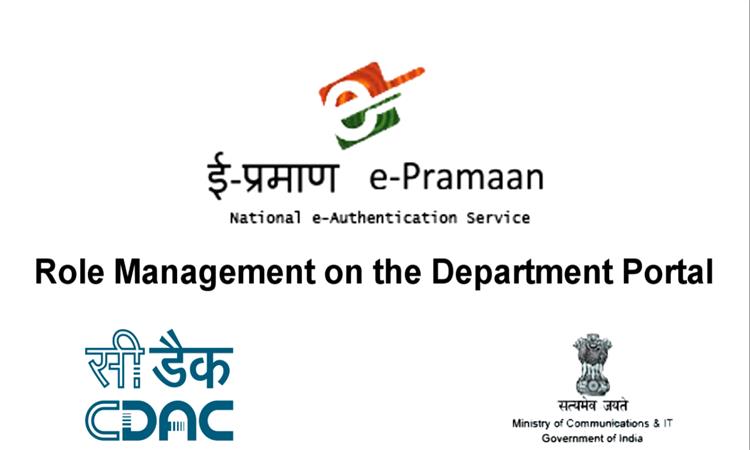 ई-प्रमाण e-Pramaan
National e-Authentication Service
Role Management on the Department Portal
सी डैक
CDAC
सत्यमेव जयते
Ministry of Communications & IT
Government of India